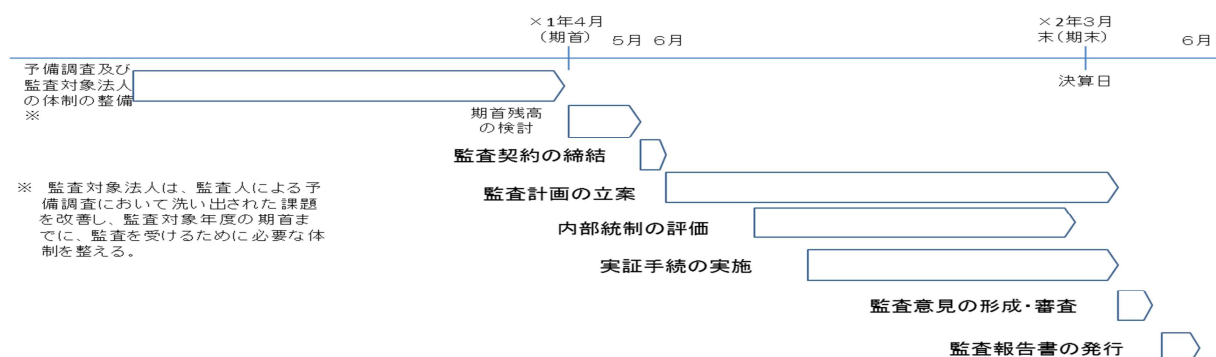 ×1年4月
(期首)
5月 6月
×2年3月
末(期末)
6月
予備調査及び
監査対象法人
の体制の整備
※
決算日
期首残高
の検討
監査契約の締結
※ 監査対象法人は、監査人による予
備調査において洗い出された課題
を改善し、監査対象年度の期首ま
でに、監査を受けるために必要な体
制を整える。
監査計画の立案
内部統制の評価
実証手続の実施
監査意見の形成・審査
監査報告書の発行